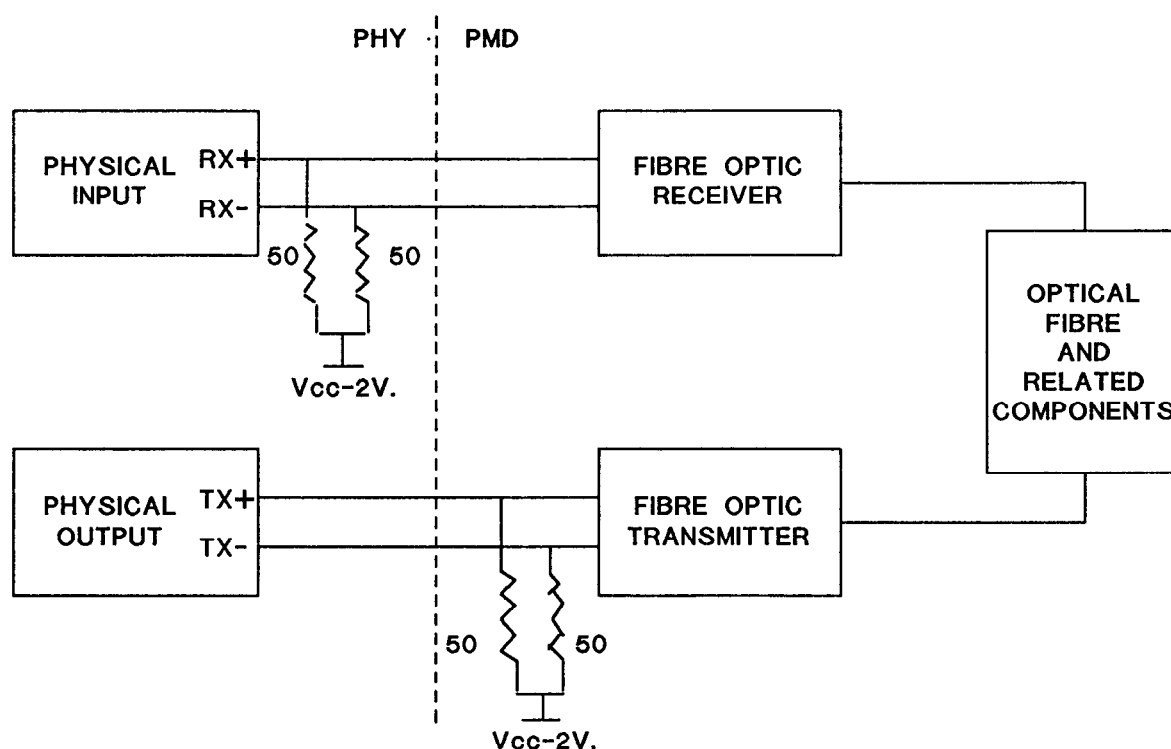 PHY PMD
PHYSICAL
INPUT
RX+
RX-
FIBRE OPTIC
RECEIVER
50 50
Vcc-2V.
OPTICAL
FIBRE
AND
RELATED
COMPONENTS
PHYSICAL
OUTPUT
TX+
TX-
FIBRE OPTIC
TRANSMITTER
50 50
Vcc-2V.